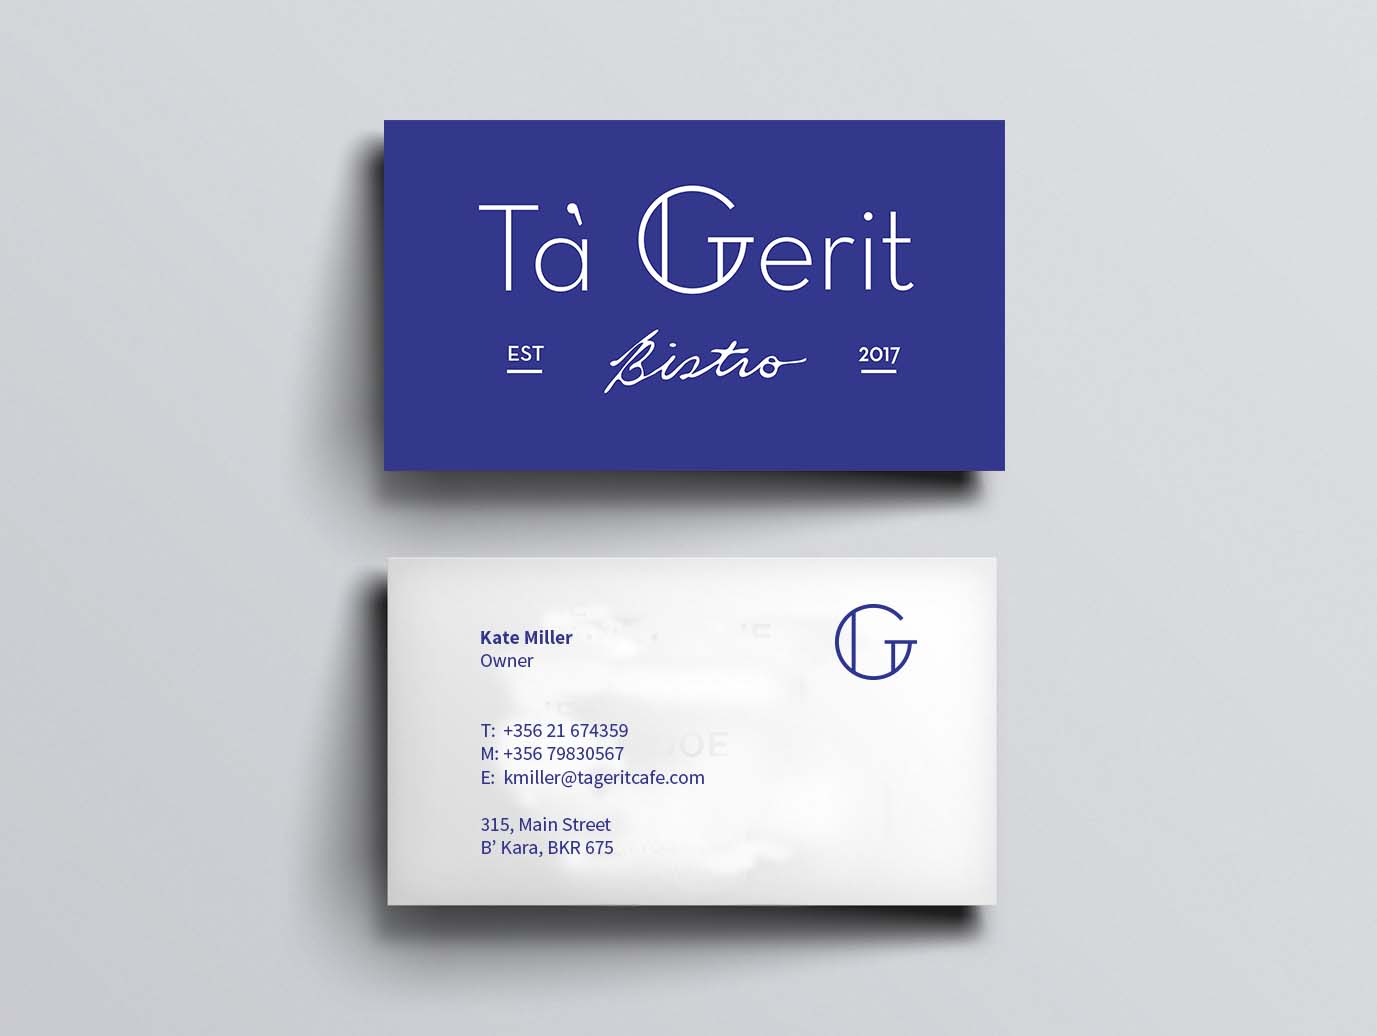 Tà Gerit
EST Bistro 2017
Kate Miller
Owner
G
T: +356 21 674359
M: +356 79830567
E: kmiller@tageritcafe.com
315, Main Street
B’ Kara, BKR 675